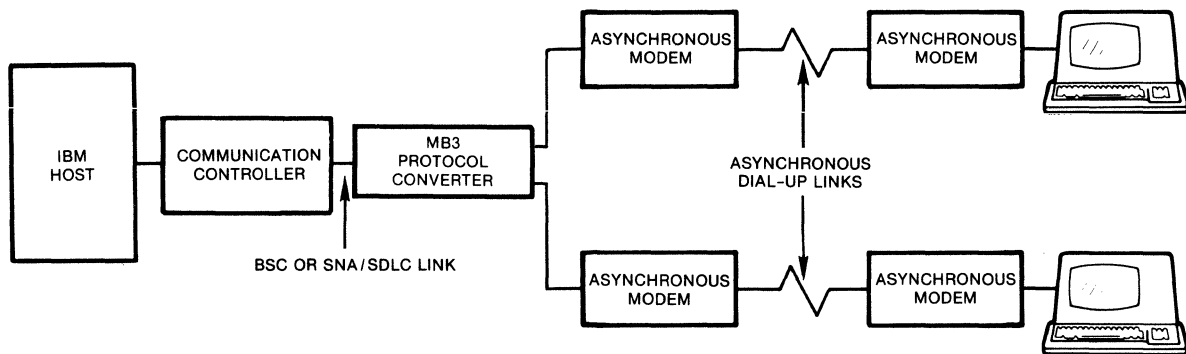 IBM
HOST
COMMUNICATION
CONTROLLER
BSC OR SNA/SDLC LINK
MB3
PROTOCOL
CONVERTER
ASYNCHRONOUS
MODEM
ASYNCHRONOUS
MODEM
ASYNCHRONOUS
DIAL-UP LINKS
ASYNCHRONOUS
MODEM
ASYNCHRONOUS
MODEM